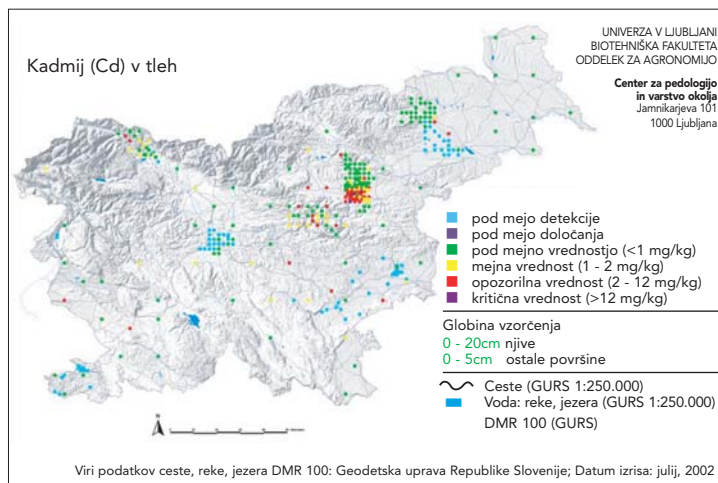 Kadmij (Cd) v tleh
UNIVERZA V LJUBLJANI
BIOTEHNIŠKA FAKULTETA
ODDELEK ZA AGRONOMIJO
Center za pedologijo
in varstvo okolja
Jamnikarjeva 101
1000 Ljubljana
pod mejo detekcije
pod mejo določanja
pod mejno vrednostjo (<1 mg/kg)
mejna vrednost (1 - 2 mg/kg)
opozorilna vrednost (2 - 12 mg/kg)
kritična vrednost (>12 mg/kg)
Globina vzorčenja
0 - 20cm njive
0 - 5cm ostale površine
Ceste (GURS 1:250.000)
Voda: reke, jezera (GURS 1:250.000)
DMR 100 (GURS)
Viri podatkov ceste, reke, jezera DMR 100: Geodetska uprava Republike Slovenije; Datum izrisa: julij, 2002